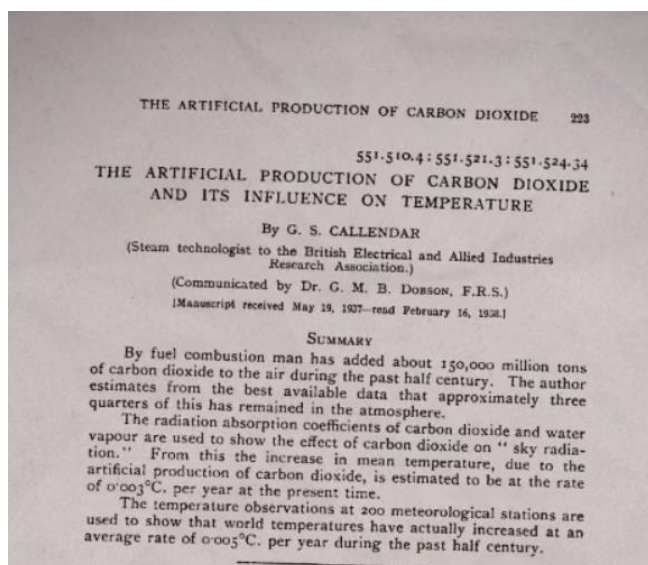 THE ARTIFICIAL PRODUCTION OF CARBON DIOXIDE 223
551.510.4 : 551.521.3 : 551.524.34
THE ARTIFICIAL PRODUCTION OF CARBON DIOXIDE
AND ITS INFLUENCE ON TEMPERATURE
By G. S. CALLENDAR
(Steam technologist to the British Electrical and Allied Industries
Research Association.)
(Communicated by Dr. G. M. B. DOBSON, F.R.S.)
[Manuscript received May 19, 1937—read February 16, 1938.]
SUMMARY
By fuel combustion man has added about 150,000 million tons
of carbon dioxide to the air during the past half century. The author
estimates from the best available data that approximately three
quarters of this has remained in the atmosphere.
The radiation absorption coefficients of carbon dioxide and water
vapour are used to show the effect of carbon dioxide on " sky radia-
tion." From this the increase in mean temperature, due to the
artificial production of carbon dioxide, is estimated to be at the rate
of 0·003°C. per year at the present time.
The temperature observations at 200 meteorological stations are
used to show that world temperatures have actually increased at an
average rate of 0·005°C. per year during the past half century.